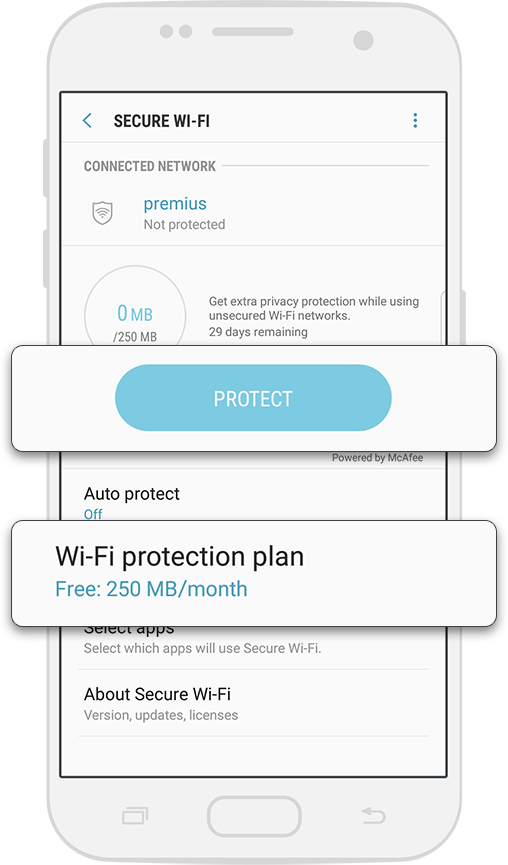 SECURE WI-FI
CONNECTED NETWORK
premius
Not protected
0 MB
/250 MB
Get extra privacy protection while using
unsecured Wi-Fi networks.
29 days remaining
PROTECT
Powered by McAfee
Auto protect
Off
Wi-Fi protection plan
Free: 250 MB/month
Select apps
Select which apps will use Secure Wi-Fi.
About Secure Wi-Fi
Version, updates, licenses